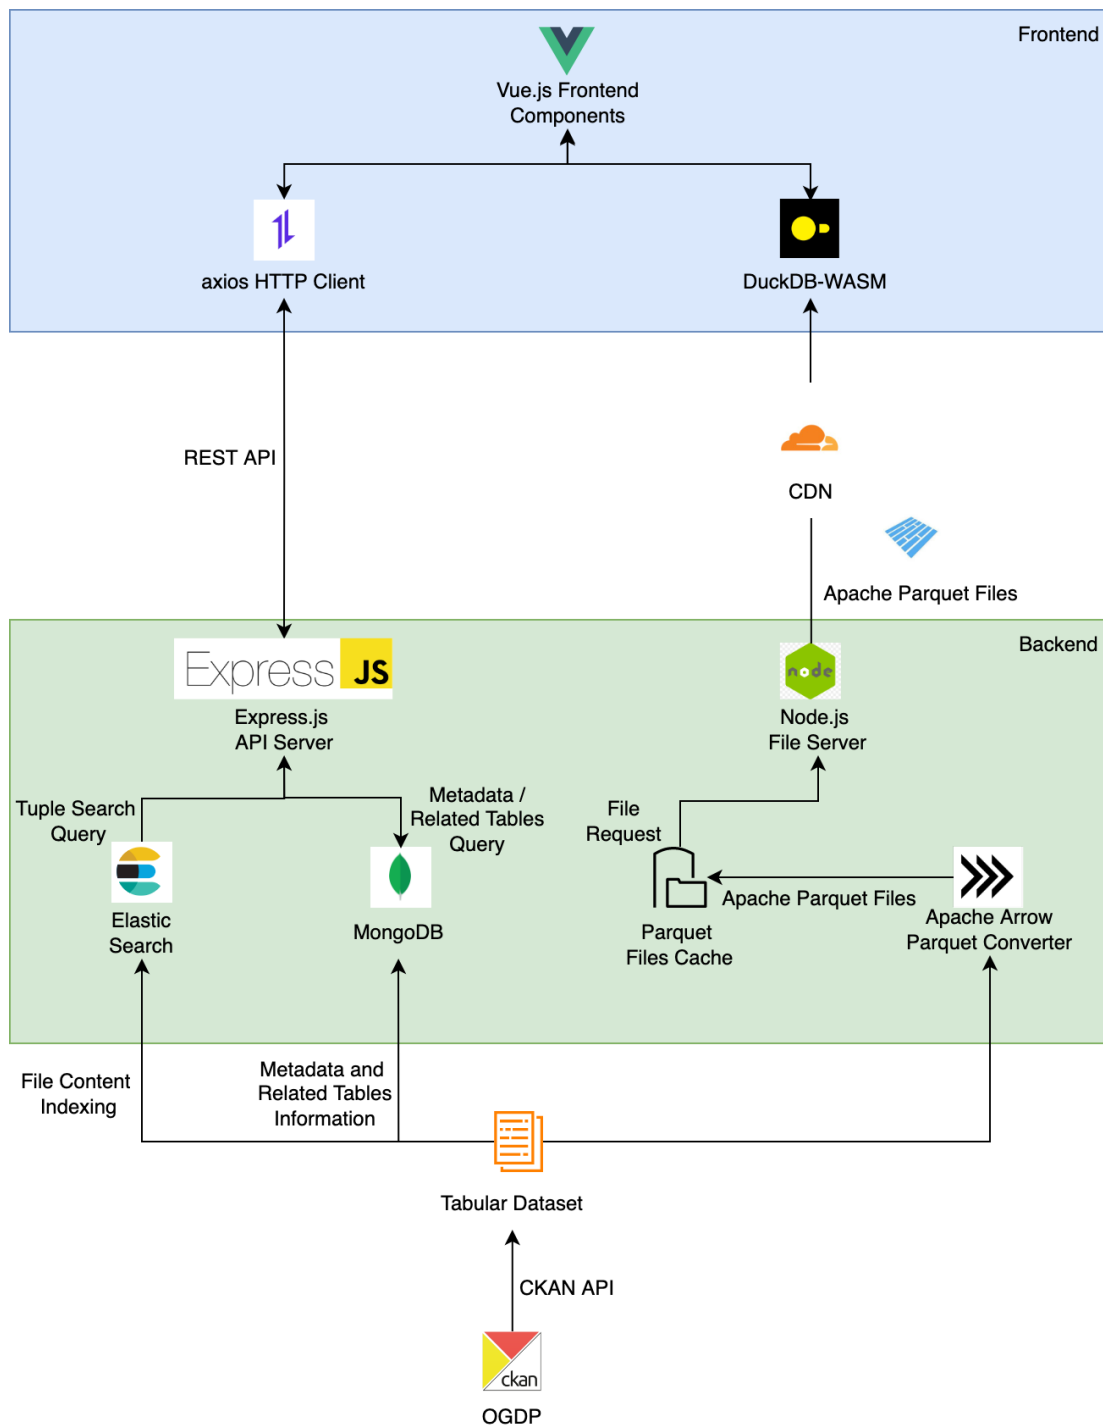 Frontend
Vue.js Frontend
Components
axios HTTP Client
DuckDB-WASM
REST API
CDN
Apache Parquet Files
Backend
Express
JS
node
Express.js
API Server
Node.js
File Server
Tuple Search
Query
Metadada /
Related Tables
Query
File
Request
Elastic
Search
MongoDB
Apache Parquet Files
Parquet
Files Cache
Apache Arrow
Parquet Converter
File Content
Indexing
Metadada and
Related Tables
Information
Tabular Dataset
CKAN API
ckan
OGDP